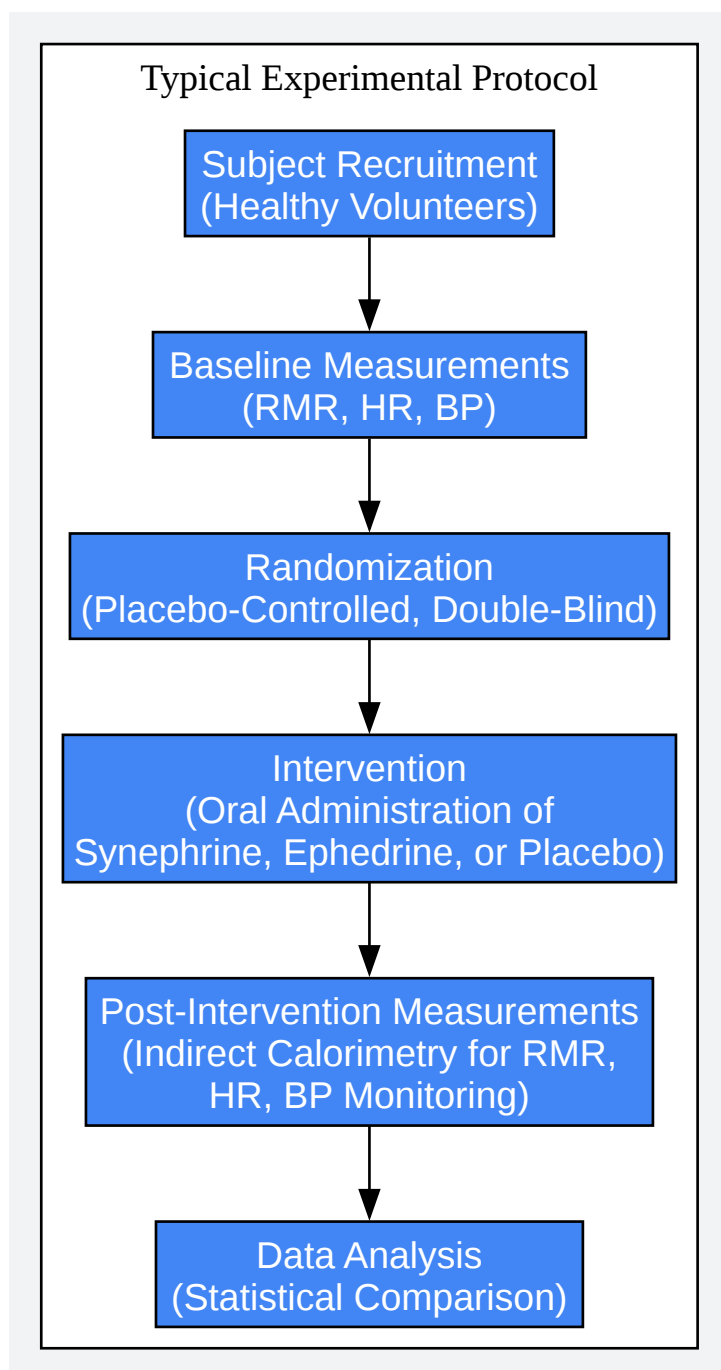 Typical Experimental Protocol
Subject Recruitment
(Healthy Volunteers)
Baseline Measurements
(RMR, HR, BP)
Randomization
(Placebo-Controlled, Double-Blind)
Intervention
(Oral Administration of
Synephrine, Ephedrine, or Placebo)
Post-Intervention Measurements
(Indirect Calorimetry for RMR,
HR, BP Monitoring)
Data Analysis
(Statistical Comparison)